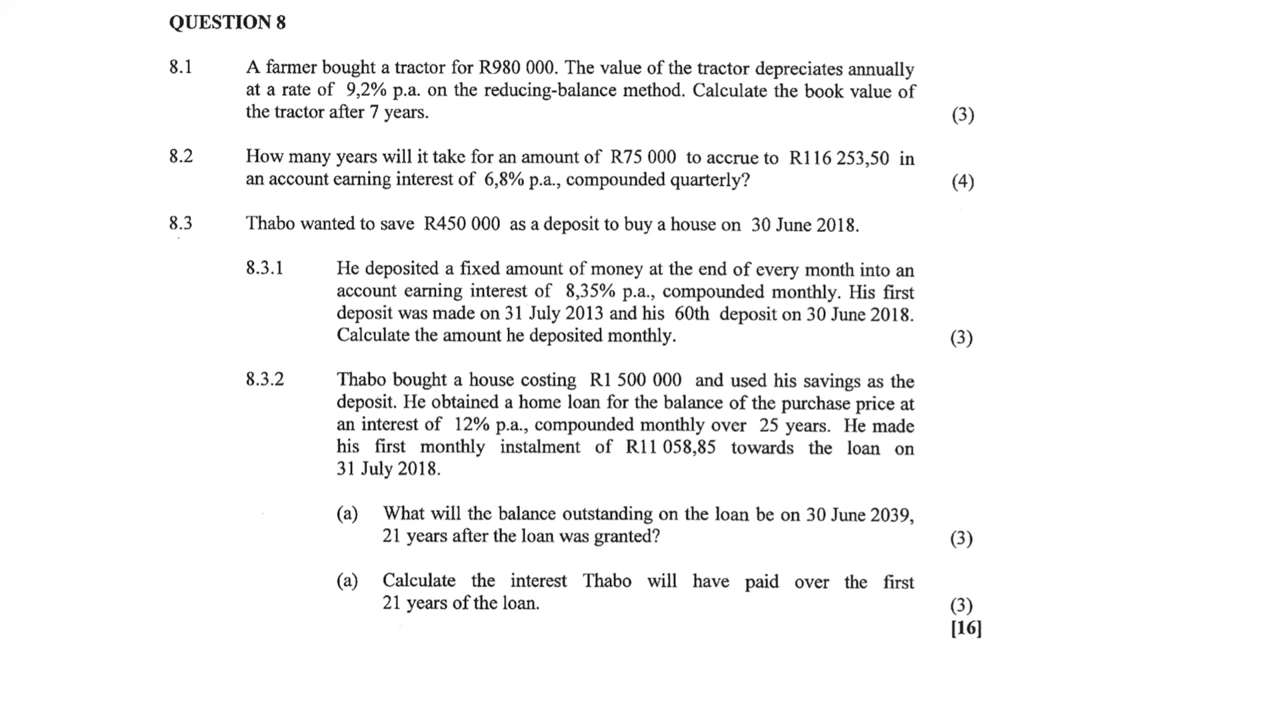 QUESTION 8
8.1 A farmer bought a tractor for R980 000. The value of the tractor depreciates annually
at a rate of 9,2% p.a. on the reducing-balance method. Calculate the book value of
the tractor after 7 years. (3)
8.2 How many years will it take for an amount of R75 000 to accrue to R116 253,50 in
an account earning interest of 6,8% p.a., compounded quarterly? (4)
8.3 Thabo wanted to save R450 000 as a deposit to buy a house on 30 June 2018.
8.3.1 He deposited a fixed amount of money at the end of every month into an
account earning interest of 8,35% p.a., compounded monthly. His first
deposit was made on 31 July 2013 and his 60th deposit on 30 June 2018.
Calculate the amount he deposited monthly. (3)
8.3.2 Thabo bought a house costing R1 500 000 and used his savings as the
deposit. He obtained a home loan for the balance of the purchase price at
an interest of 12% p.a., compounded monthly over 25 years. He made
his first monthly instalment of R11 058,85 towards the loan on
31 July 2018.
(a) What will the balance outstanding on the loan be on 30 June 2039,
21 years after the loan was granted? (3)
(a) Calculate the interest Thabo will have paid over the first
21 years of the loan. (3)
[16]